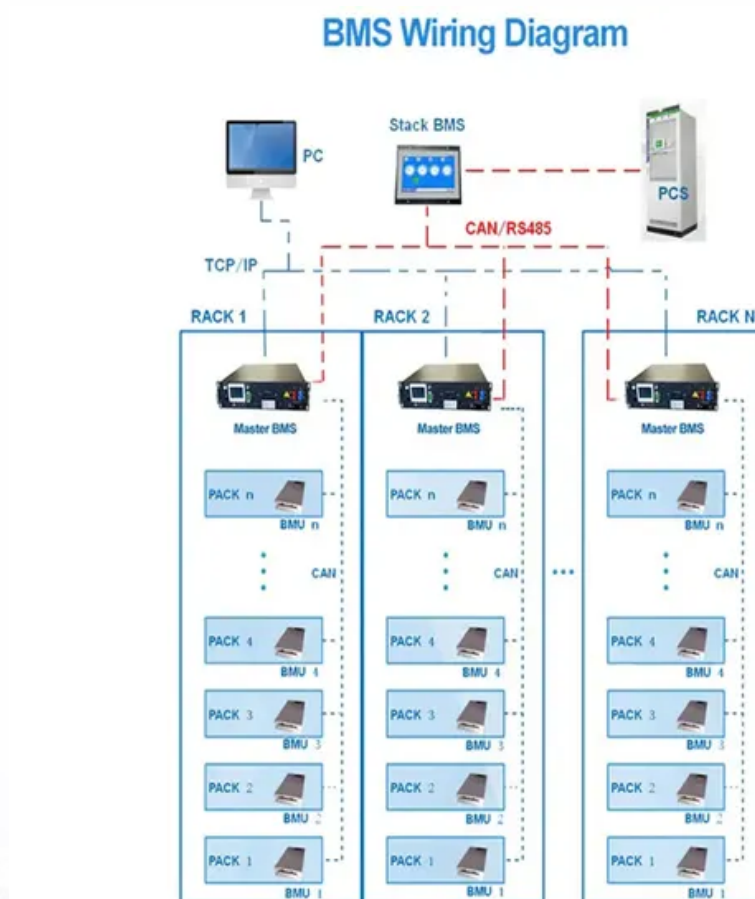 BMS Wiring Diagram
Stack BMS
PC
PCS
CAN/RS485
TCP/IP
RACK 1
RACK 2
RACK N
Master BMS
Master BMS
Master BMS
PACK n
PACK n
PACK n
BMU n
BMU n
BMU n
CAN
CAN
CAN
PACK 4
PACK 4
PACK 4
BMU 4
BMU 4
BMU 4
PACK 3
PACK 3
PACK 3
BMU 3
BMU 3
BMU 3
PACK 2
PACK 2
PACK 2
BMU 2
BMU 2
BMU 2
PACK 1
PACK 1
PACK 1
BMU 1
BMU 1
BMU 1